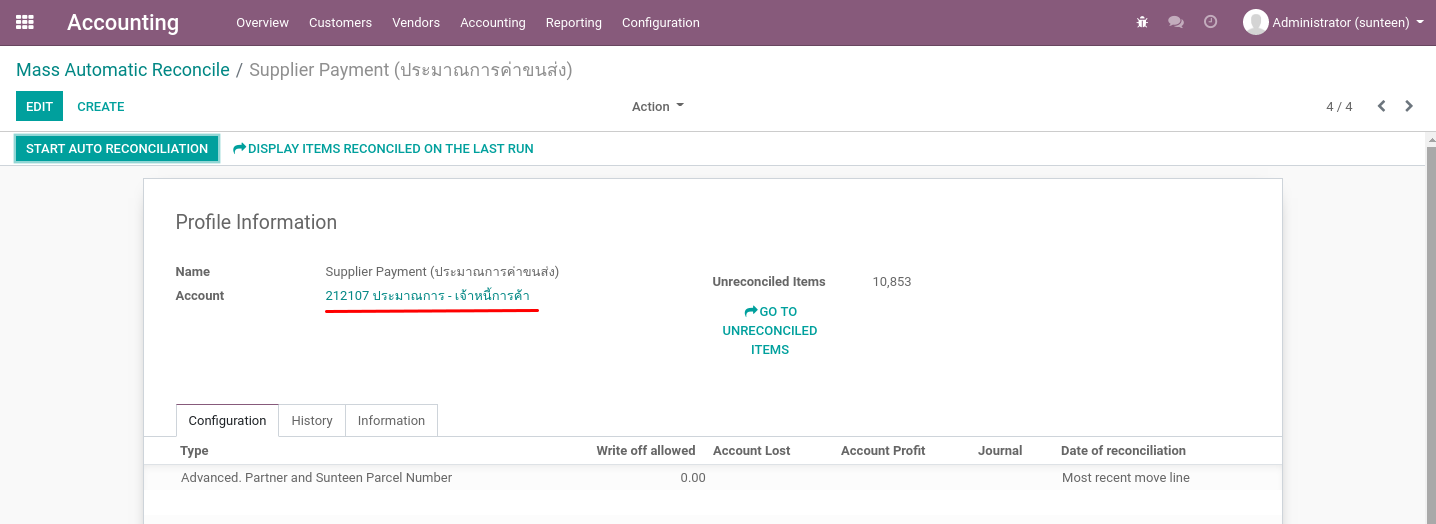 Accounting Overview Customers Vendors Accounting Reporting Configuration Administrator (sunteen)
Mass Automatic Reconcile / Supplier Payment (ประมาณการค่าขนส่ง)
EDIT CREATE Action 4 / 4
START AUTO RECONCILIATION DISPLAY ITEMS RECONCILED ON THE LAST RUN
Profile Information
Name Supplier Payment (ประมาณการค่าขนส่ง)
Account 212107 ประมาณการ - เจ้าหนี้การค้า
Unreconciled Items 10,853
GO TO
UNRECONCILED
ITEMS
Configuration History Information
Type Write off allowed Account Lost Account Profit Journal Date of reconciliation
Advanced. Partner and Sunteen Parcel Number 0.00 Most recent move line